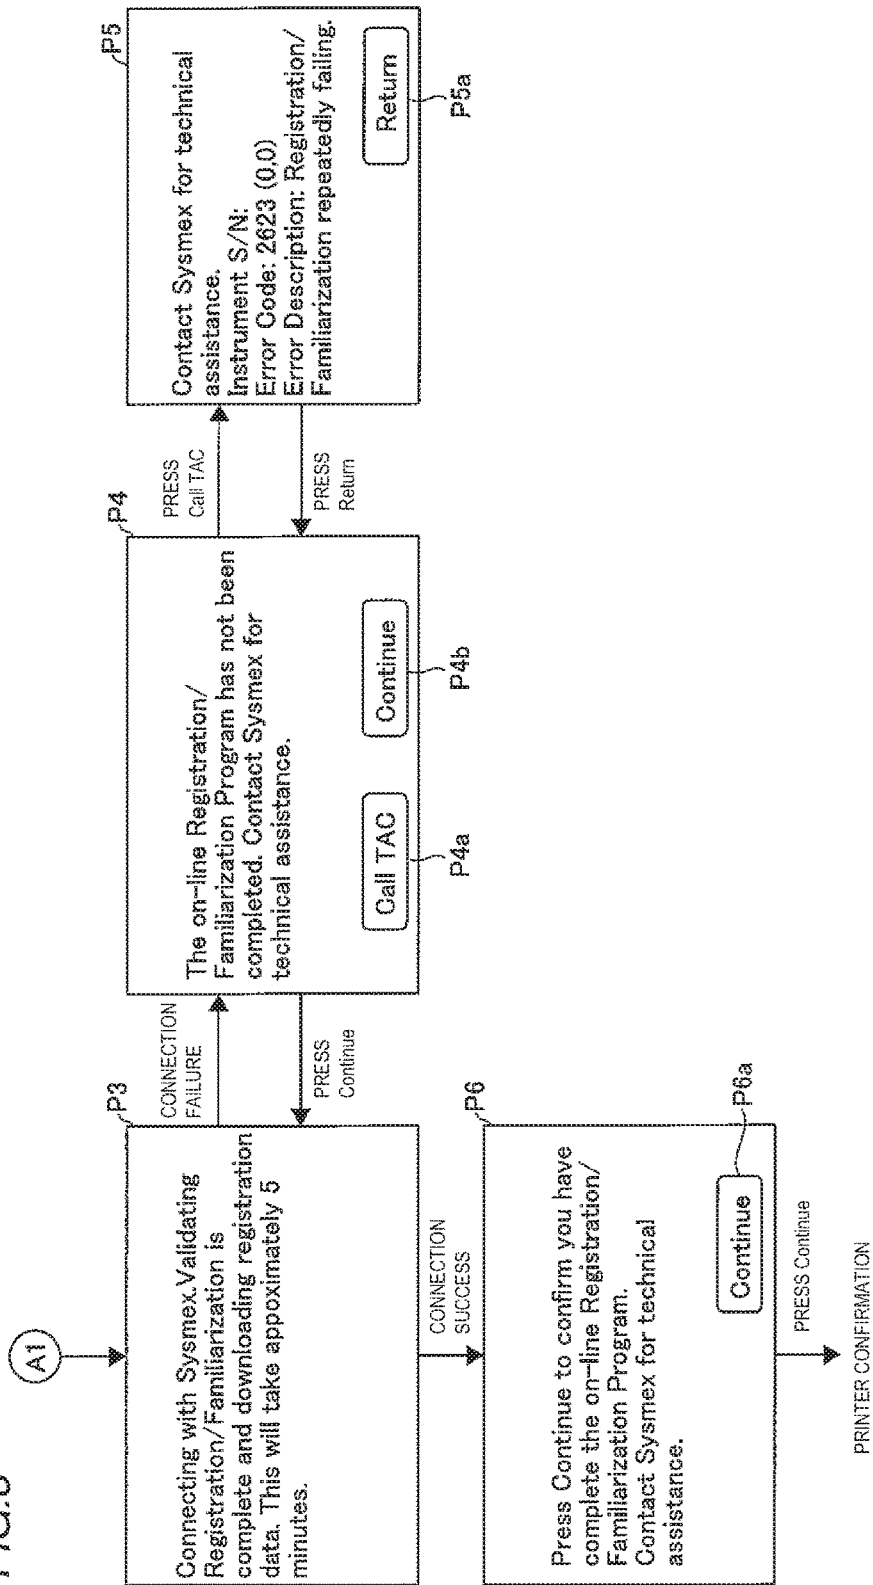 A1
P3
Connecting with Sysmex.Validating
Registration/Familiarization is
complete and downloading registration
data. This will take appoximately 5
minutes.
CONNECTION
FAILURE
PRESS
Continue
P4
The on-line Registration/
Familiarization Program has not been
completed. Contact Sysmex for
technical assistance.
Call TAC
Continue
P4a
P4b
PRESS
Call TAC
PRESS
Return
P5
Contact Sysmex for technical
assistance.
Instrument S/N:
Error Code: 2623 (0,0)
Error Description: Registration/
Familiarization repeatedly failing.
Return
P5a
CONNECTION
SUCCESS
P6
Press Continue to confirm you have
complete the on-line Registration/
Familiarization Program.
Contact Sysmex for technical
assistance.
Continue
P6a
PRESS Continue
PRINTER CONFIRMATION